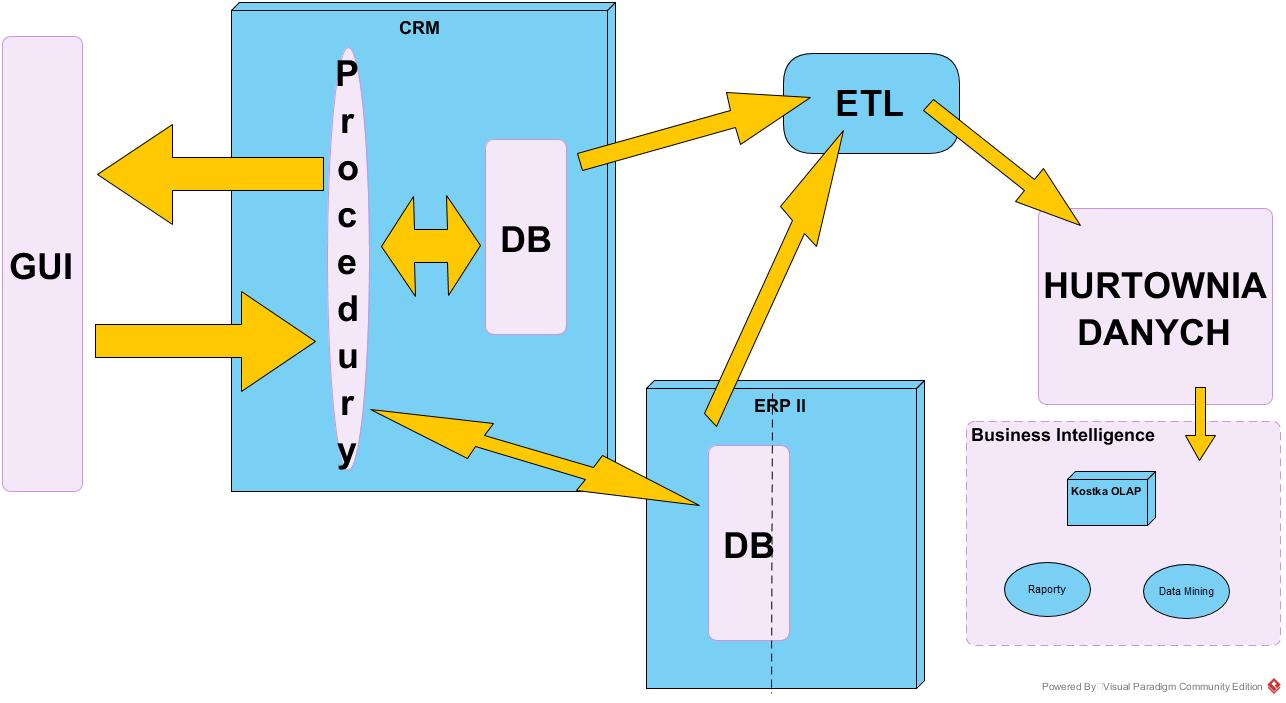 CRM
Procedury
GUI
DB
ETL
HURTOWNIA
DANYCH
ERP II
DB
Business Intelligence
Kostka OLAP
Raporty
Data Mining
Powered By Visual Paradigm Community Edition